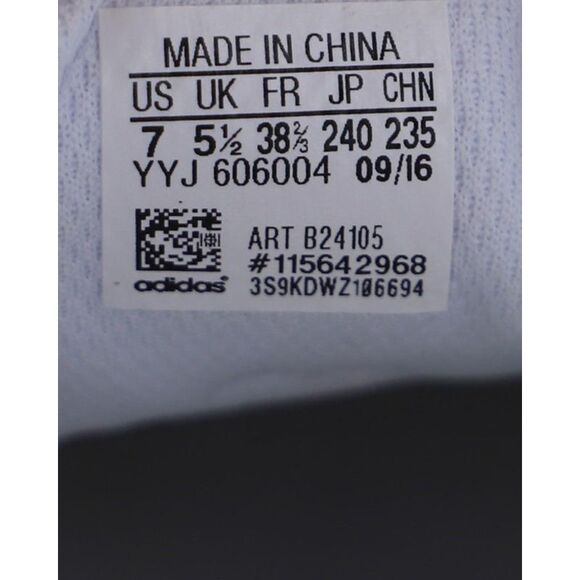 MADE IN CHINA
US UK FR JP CHN
7 5½ 38⅔ 240 235
YYJ 606004 09/16
ART B24105
#115642968
adidas® 3S9KDWZ106694